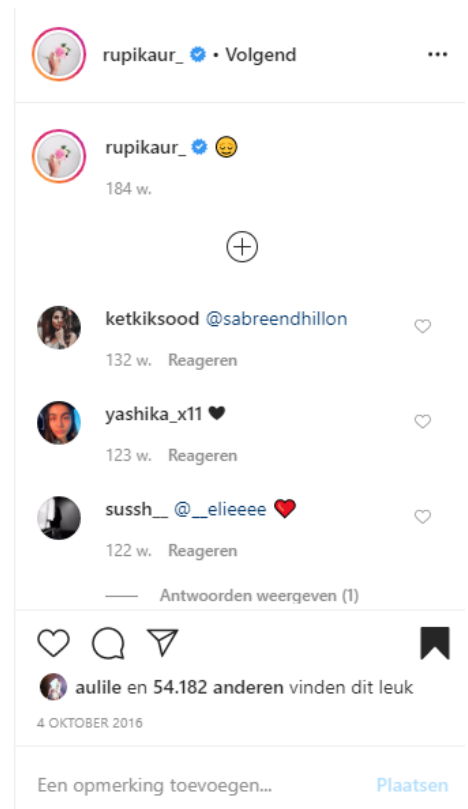 rupikaur_ • Volgend
rupikaur_ 😌
184 w.
ketkiksood @sabreendhillon
132 w. Reageren
yashika_x11 🖤
123 w. Reageren
sussh__ @__elieeee ❤️
122 w. Reageren
Antwoorden weergeven (1)
aulile en 54.182 anderen vinden dit leuk
4 OKTOBER 2016
Een opmerking toevoegen... Plaatsen